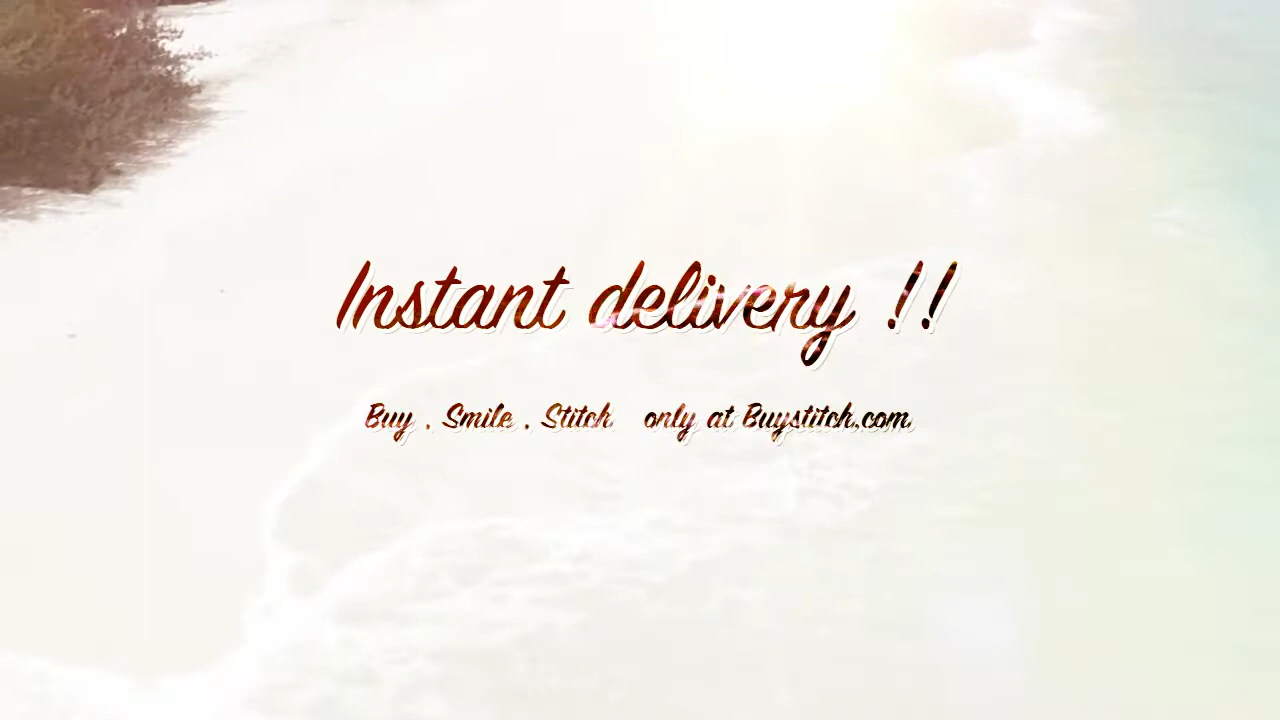 Instant delivery !!
Buy . Smile . Stitch only at Buystitch.com